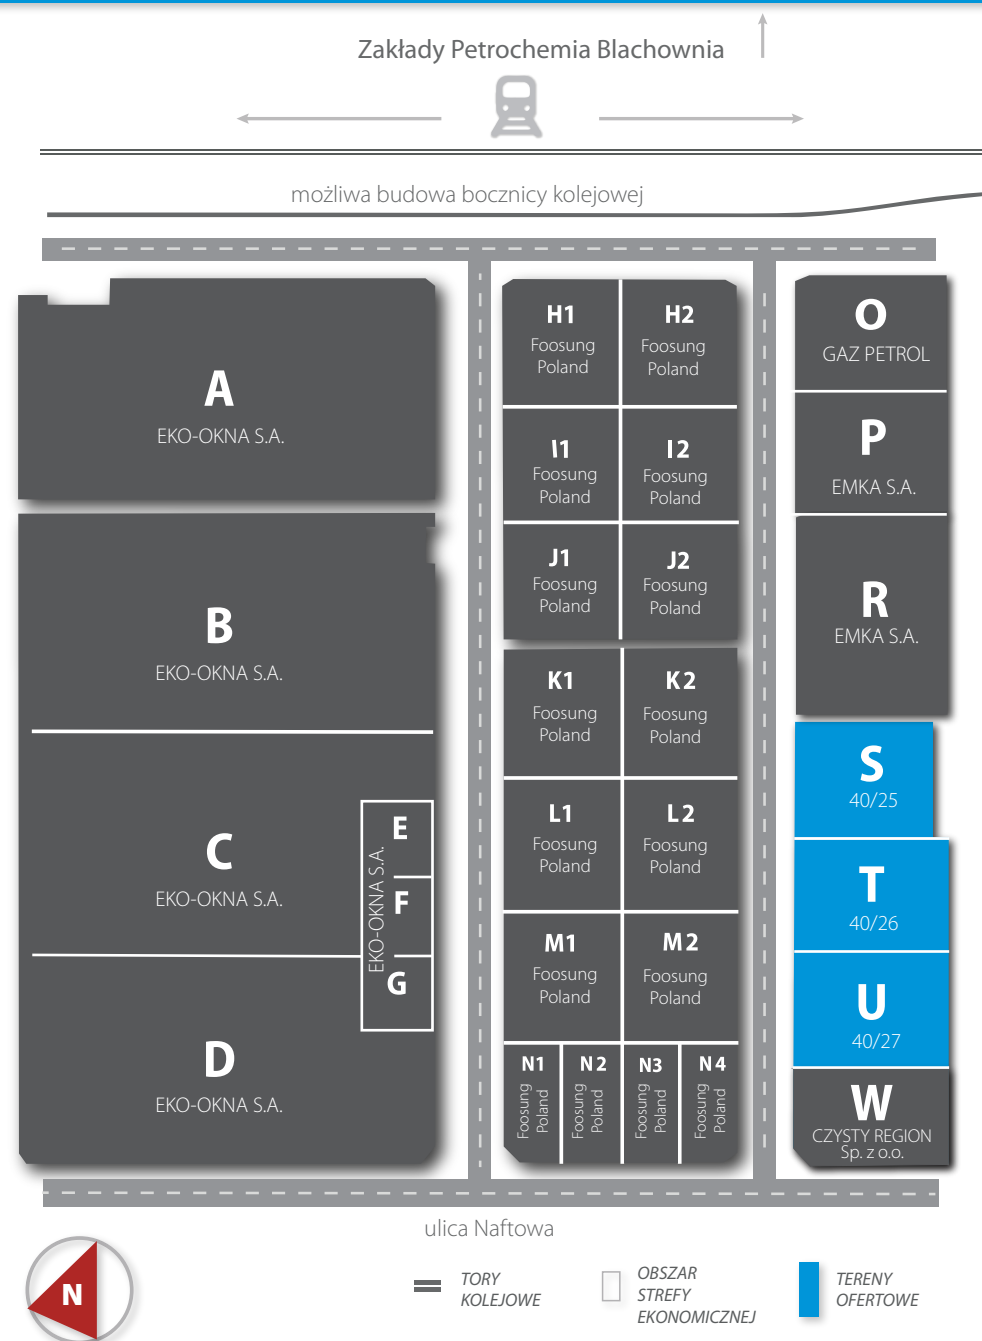 Zakłady Petrochemia Blachownia
możliwa budowa bocznicy kolejowej
A
EKO-OKNA S.A.
B
EKO-OKNA S.A.
C
EKO-OKNA S.A.
D
EKO-OKNA S.A.
E
F
G
EKO-OKNA S.A.
H1
Foosung
Poland
H2
Foosung
Poland
I1
Foosung
Poland
I2
Foosung
Poland
J1
Foosung
Poland
J2
Foosung
Poland
K1
Foosung
Poland
K2
Foosung
Poland
L1
Foosung
Poland
L2
Foosung
Poland
M1
Foosung
Poland
M2
Foosung
Poland
N1
Foosung
Poland
N2
Foosung
Poland
N3
Foosung
Poland
N4
Foosung
Poland
O
GAZ PETROL
P
EMKA S.A.
R
EMKA S.A.
S
40/25
T
40/26
U
40/27
W
CZYSTY REGION
Sp. z o.o.
ulica Naftowa
N
TORY
KOLEJOWE
OBSZAR
STREFY
EKONOMICZNEJ
TERENY
OFERTOWE